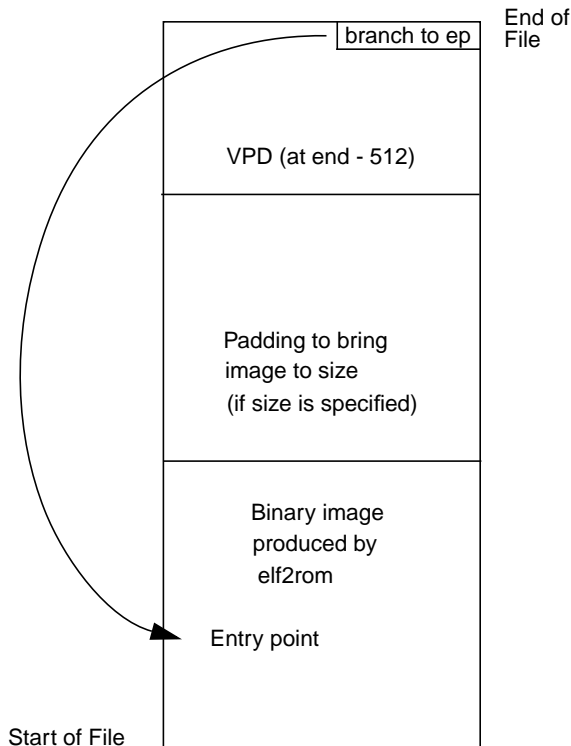 End of
File
branch to ep
VPD (at end - 512)
Padding to bring
image to size
(if size is specified)
Binary image
produced by
elf2rom
Entry point
Start of File